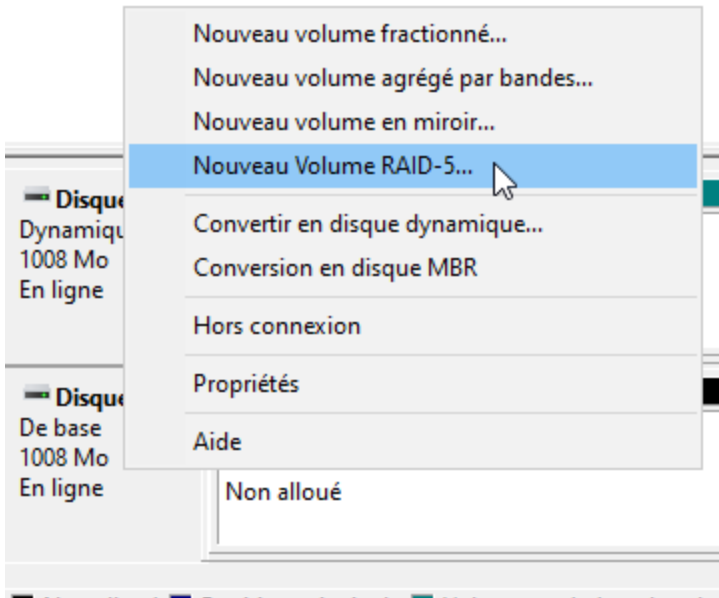 Nouveau volume fractionné...
Nouveau volume agrégé par bandes...
Nouveau volume en miroir...
Nouveau Volume RAID-5...
Convertir en disque dynamique...
Conversion en disque MBR
Hors connexion
Propriétés
Aide
Disque
1008 Mo
En ligne
Disque
De base
1008 Mo
En ligne
Non alloué